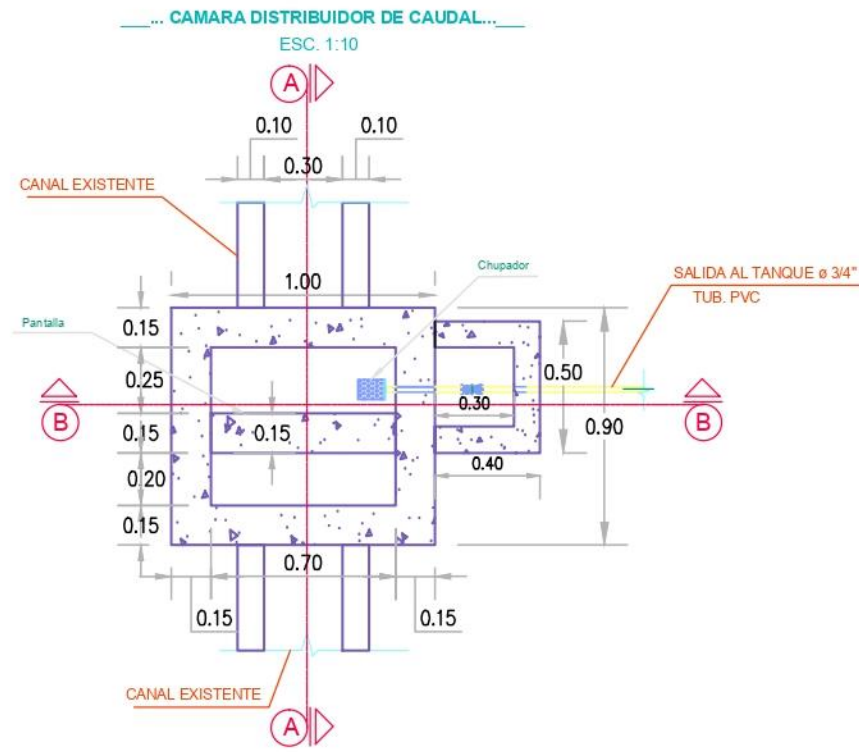 ___... CAMARA DISTRIBUIDOR DE CAUDAL...___
ESC. 1:10
A
0.10
0.10
0.30
CANAL EXISTENTE
Chupador
SALIDA AL TANQUE ø 3/4"
TUB. PVC
1.00
Pantalla
0.15
0.25
0.50
0.30
B
B
0.15
0.15
0.90
0.40
0.20
0.15
0.70
0.15
0.15
CANAL EXISTENTE
A